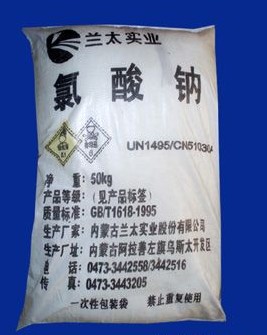 兰太实业
氯酸钠
UN1495/CN51030A
净 重: 50kg
产品等级: (见产品标签)
质量标准: GB/T1618-1995
生产厂家: 内蒙古兰太实业股份有限公司
生产厂址: 内蒙古阿拉善左旗乌斯太开发区
电 话: 0473-3442558/3442516
传 真: 0473-3443205
一次性包装袋 禁止重复使用